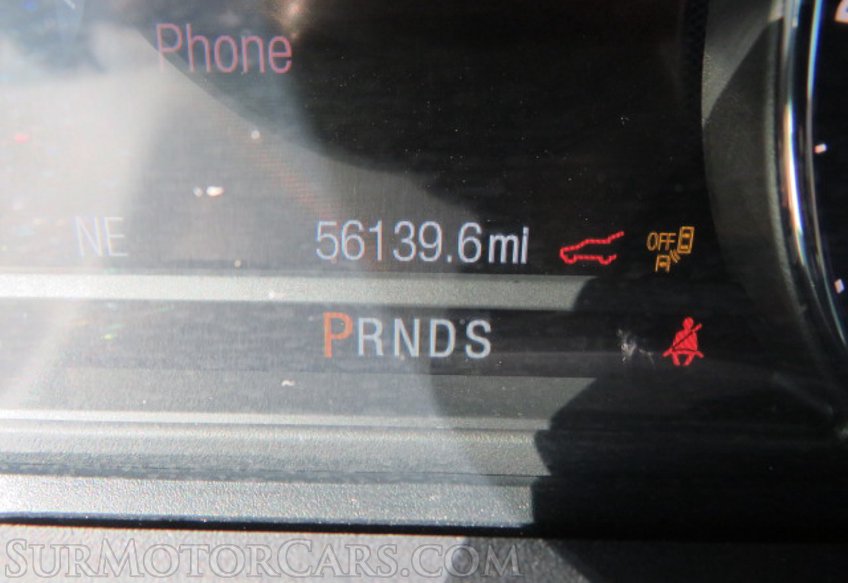 Phone
NE 56139.6mi OFF
PRNDS
SURMOTORCARS.COM